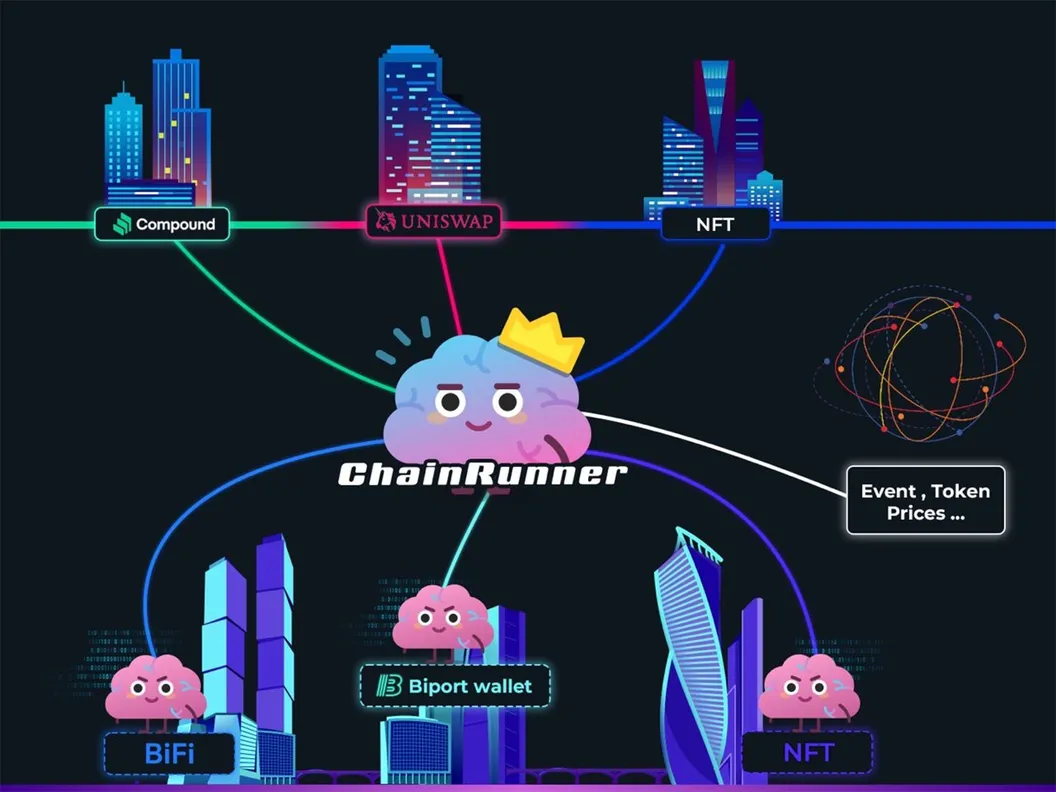 Compound
UNISWAP
NFT
ChainRunner
Event , Token
Prices ...
Biport wallet
BiFi
NFT